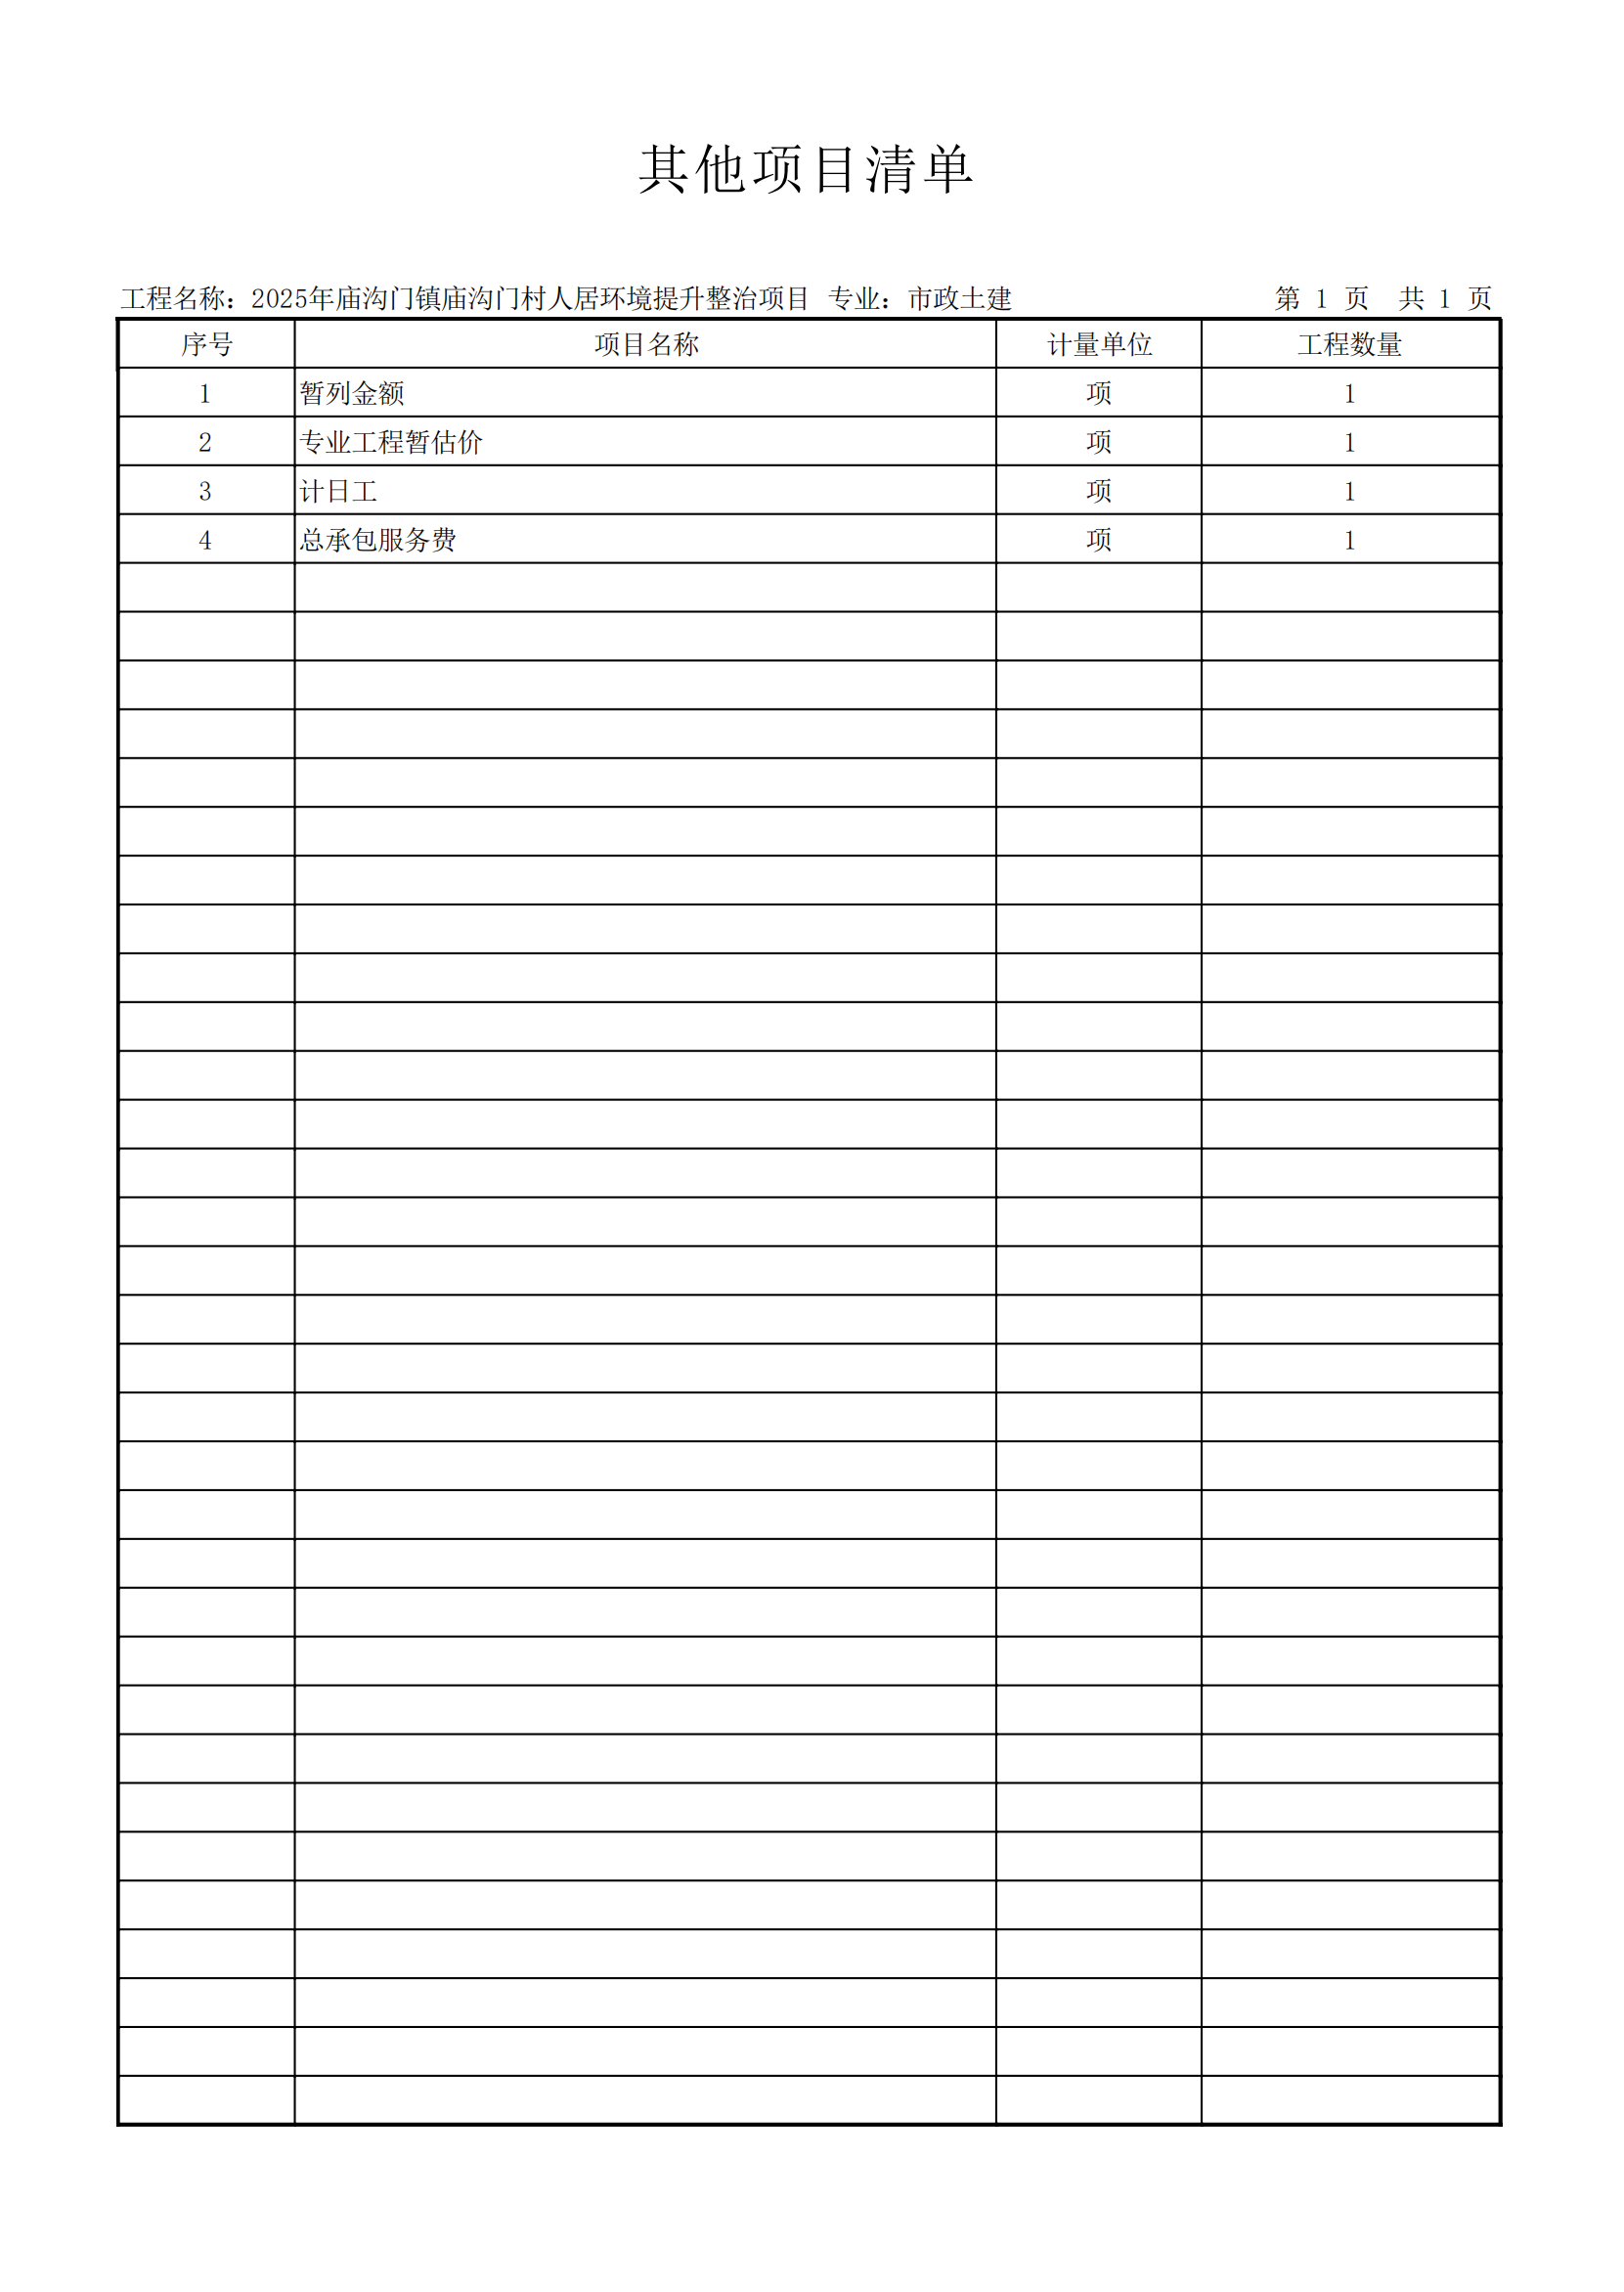 其他项目清单
工程名称：2025年庙沟门镇庙沟门村人居环境提升整治项目 专业：市政土建 第 1 页 共 1 页
序号 项目名称 计量单位 工程数量
1 暂列金额 项 1
2 专业工程暂估价 项 1
3 计日工 项 1
4 总承包服务费 项 1